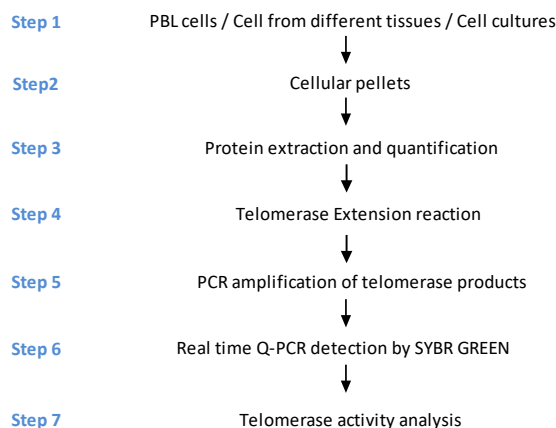 Step 1 PBL cells / Cell from different tissues / Cell cultures
Step2 Cellular pellets
Step 3 Protein extraction and quantification
Step 4 Telomerase Extension reaction
Step 5 PCR amplification of telomerase products
Step 6 Real time Q-PCR detection by SYBR GREEN
Step 7 Telomerase activity analysis